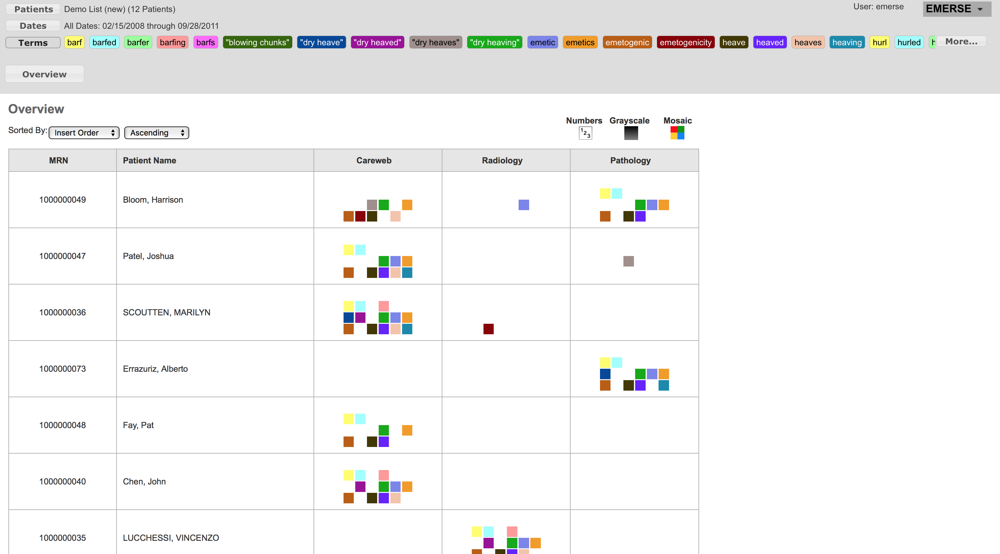 Patients Demo List (new) (12 Patients) User: emerse EMERSE
Dates All Dates: 02/15/2008 through 09/28/2011
Terms barf barfed barfer barfing barfs "blowing chunks" "dry heave" "dry heaved" "dry heaves" "dry heaving" emetic emetics emetogenic emetogenicity heave heaved heaves heaving hurl hurled h More...
Overview
Overview
Numbers Grayscale Mosaic
Sorted By: Insert Order Ascending 1 2 3
MRN Patient Name Careweb Radiology Pathology
1000000049 Bloom, Harrison
1000000047 Patel, Joshua
1000000036 SCOUTTEN, MARILYN
1000000073 Errazuriz, Alberto
1000000048 Fay, Pat
1000000040 Chen, John
1000000035 LUCCHESSI, VINCENZO